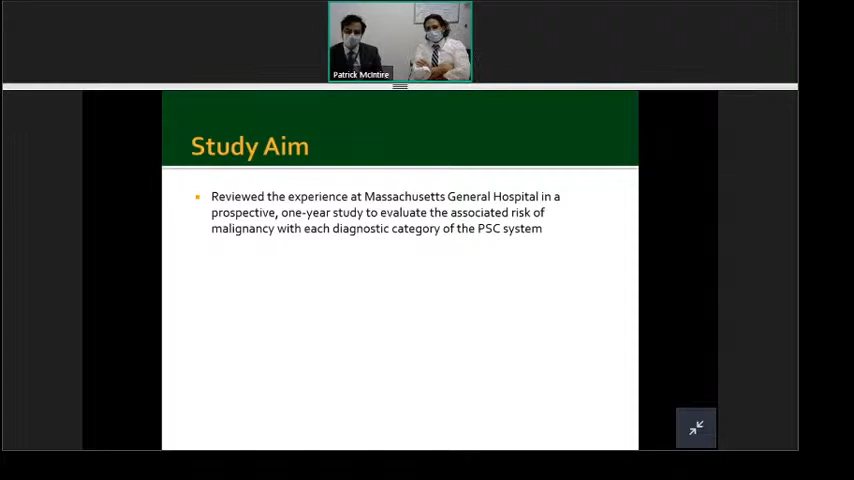 Patrick McIntire
Study Aim
Reviewed the experience at Massachusetts General Hospital in a
prospective, one-year study to evaluate the associated risk of
malignancy with each diagnostic category of the PSC system